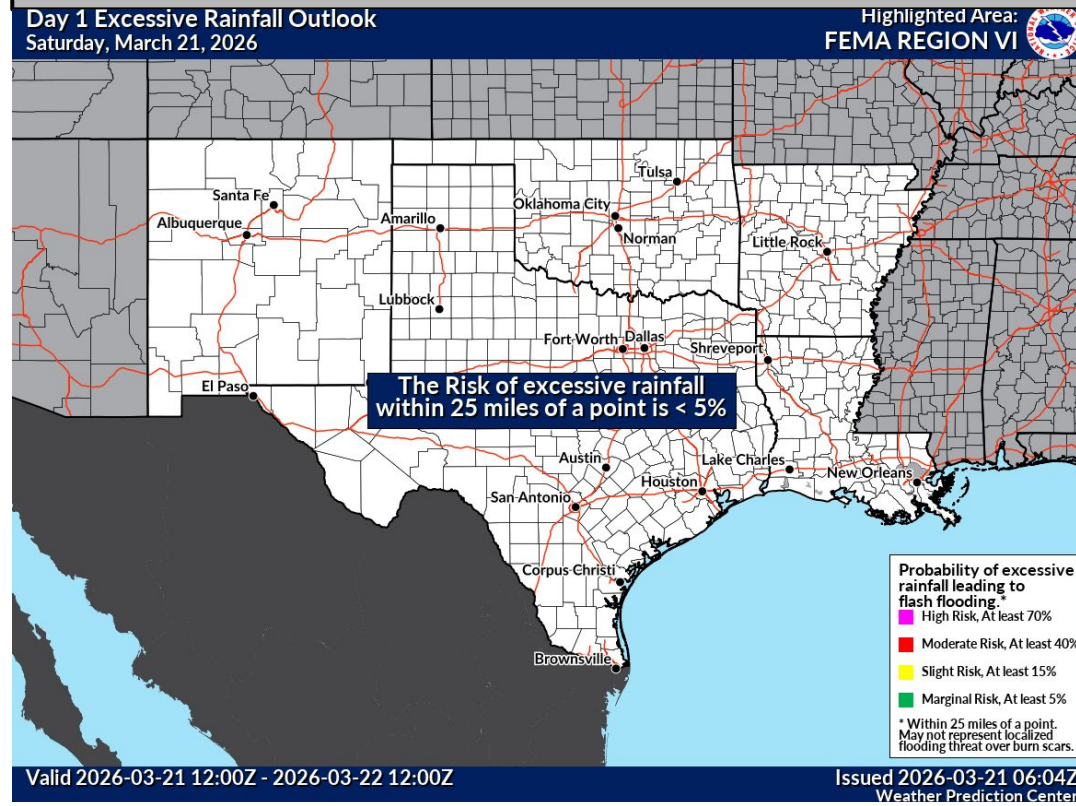 Day 1 Excessive Rainfall Outlook
Saturday, March 21, 2026
Highlighted Area:
FEMA REGION VI
Santa Fe
Albuquerque
Amarillo
Lubbock
Tulsa
Oklahoma City
Norman
Little Rock
Fort Worth
Dallas
Shreveport
El Paso
The Risk of excessive rainfall
within 25 miles of a point is < 5%
Austin
San Antonio
Houston
Lake Charles
New Orleans
Corpus Christi
Brownsville
Probability of excessive
rainfall leading to
flash flooding.*
High Risk, At least 70%
Moderate Risk, At least 40%
Slight Risk, At least 15%
Marginal Risk, At least 5%
* Within 25 miles of a point.
May not represent localized
flooding threat over burn scars.
Valid 2026-03-21 12:00Z - 2026-03-22 12:00Z
Issued 2026-03-21 06:04Z
Weather Prediction Center